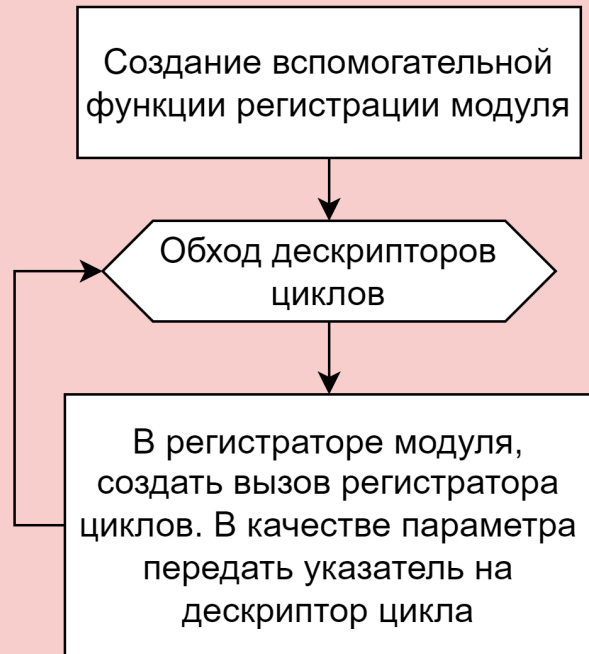 Создание вспомогательной
функции регистрации модуля
Обход дескрипторов
циклов
В регистраторе модуля,
создать вызов регистратора
циклов. В качестве параметра
передать указатель на
дескриптор цикла